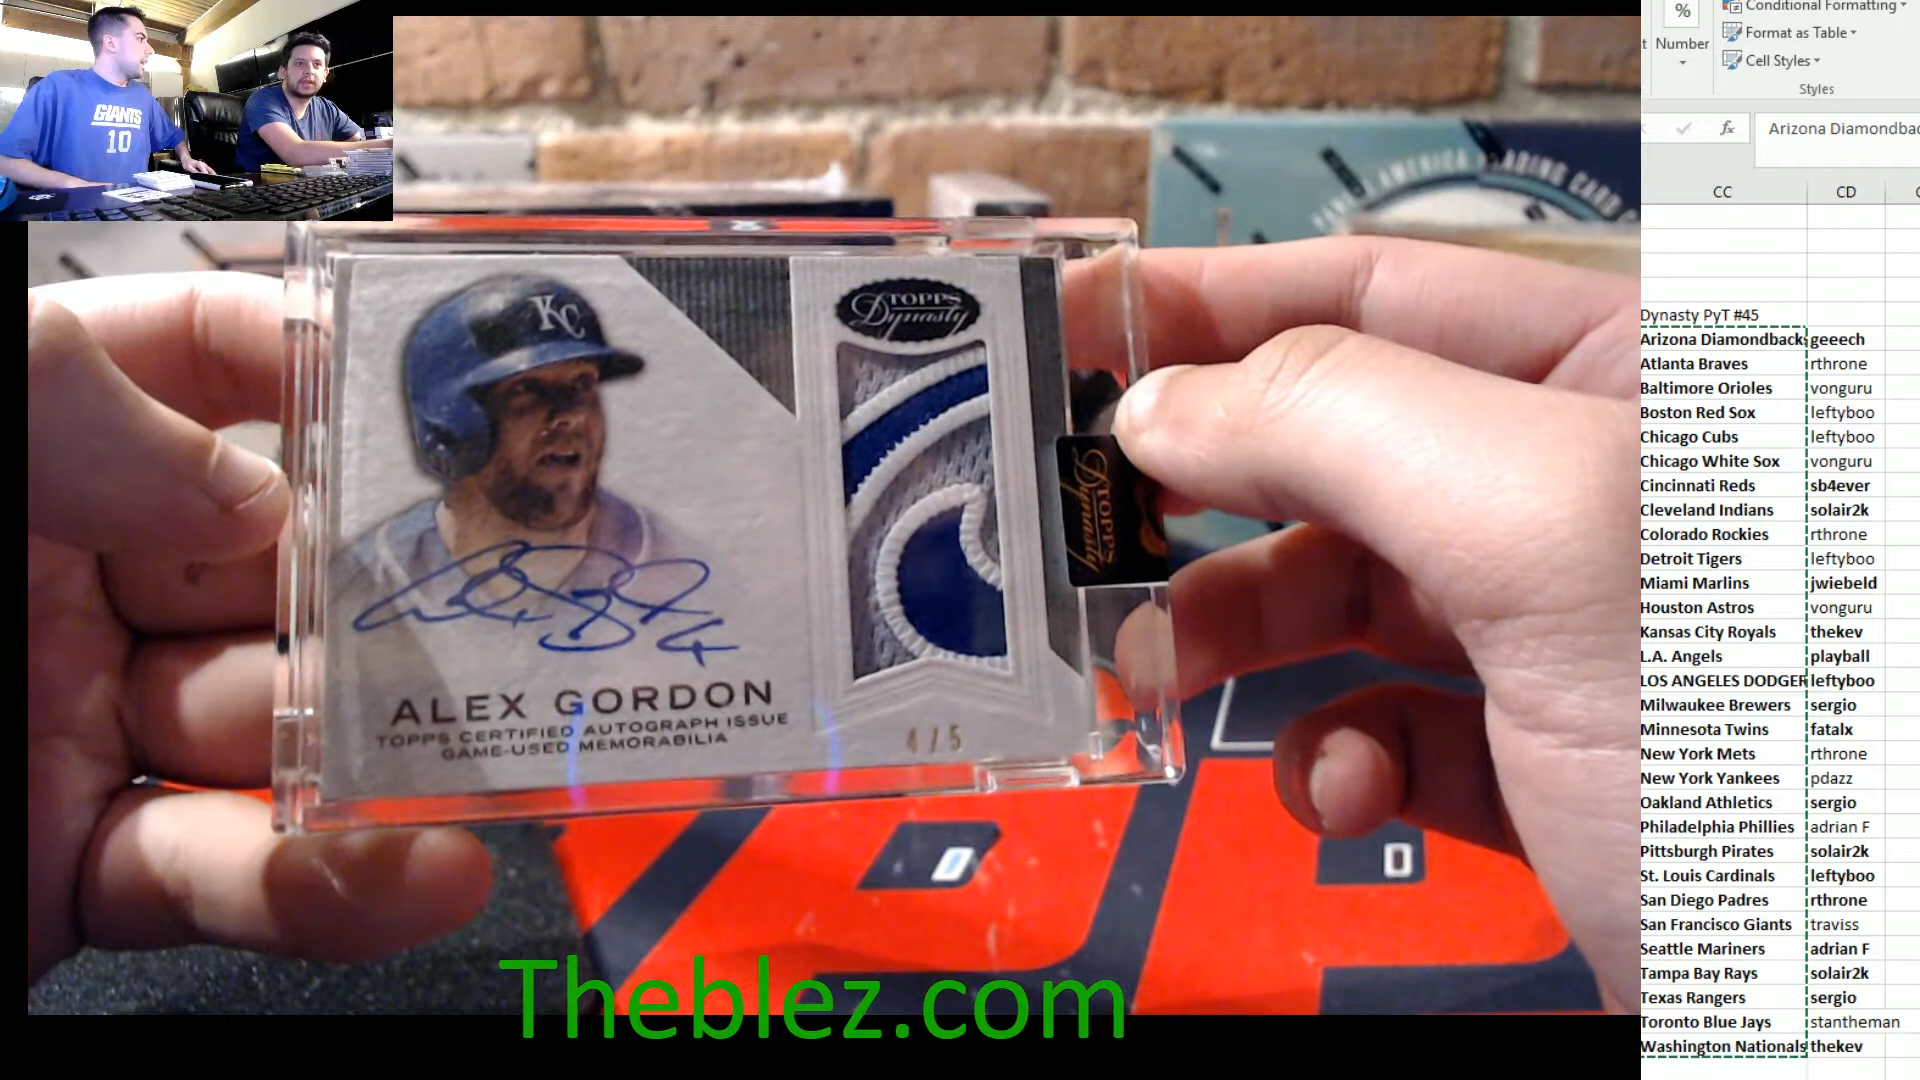 GIANTS
10
KC
TOPPS
Dynasty
TOPPS
Dynasty
ALEX GORDON
TOPPS CERTIFIED AUTOGRAPH ISSUE
GAME-USED MEMORABILIA
4/5
PANINI AMERICA TRADING CARD
Theblez.com
%
Number
Conditional Formatting
Format as Table
Cell Styles
Styles
fx
Arizona Diamondbac
CC CD
Dynasty PyT #45
Arizona Diamondbacks geeech
Atlanta Braves rthrone
Baltimore Orioles vonguru
Boston Red Sox leftyboo
Chicago Cubs leftyboo
Chicago White Sox vonguru
Cincinnati Reds sb4ever
Cleveland Indians solair2k
Colorado Rockies rthrone
Detroit Tigers leftyboo
Miami Marlins jwiebeld
Houston Astros vonguru
Kansas City Royals thekev
L.A. Angels playball
LOS ANGELES DODGER leftyboo
Milwaukee Brewers sergio
Minnesota Twins fatalx
New York Mets rthrone
New York Yankees pdazz
Oakland Athletics sergio
Philadelphia Phillies adrian F
Pittsburgh Pirates solair2k
St. Louis Cardinals leftyboo
San Diego Padres rthrone
San Francisco Giants traviss
Seattle Mariners adrian F
Tampa Bay Rays solair2k
Texas Rangers sergio
Toronto Blue Jays stantheman
Washington Nationals thekev